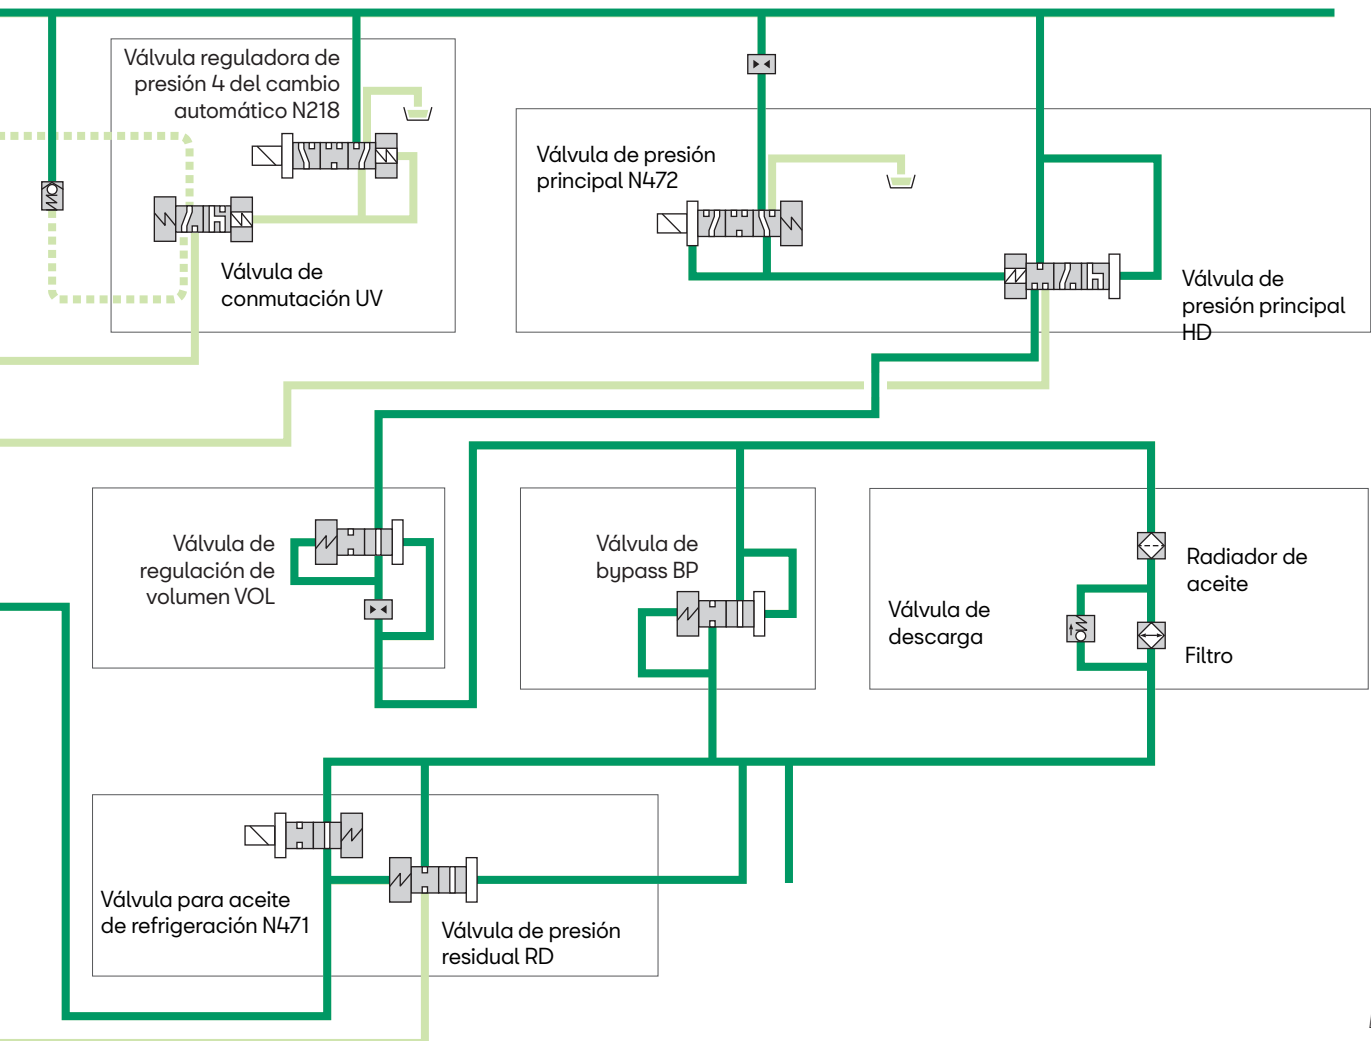 Válvula reguladora de
presión 4 del cambio
automático N218
Válvula de
conmutación UV
Válvula de presión
principal N472
Válvula de
presión principal
HD
Válvula de
regulación de
volumen VOL
Válvula de
bypass BP
Válvula de
descarga
Radiador de
aceite
Filtro
Válvula para aceite
de refrigeración N471
Válvula de presión
residual RD